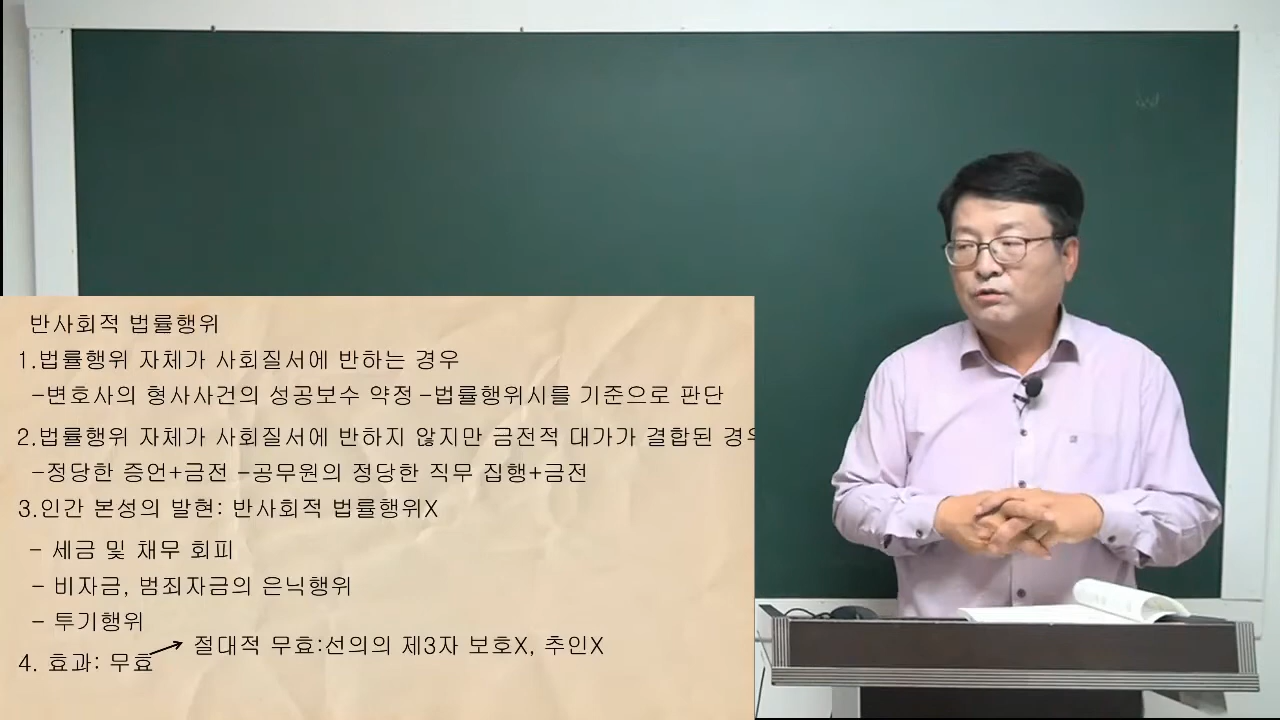 반사회적 법률행위
1.법률행위 자체가 사회질서에 반하는 경우
-변호사의 형사사건의 성공보수 약정 -법률행위시를 기준으로 판단
2.법률행위 자체가 사회질서에 반하지 않지만 금전적 대가가 결합된 경우
-정당한 증언+금전 -공무원의 정당한 직무 집행+금전
3.인간 본성의 발현: 반사회적 법률행위X
- 세금 및 채무 회피
- 비자금, 범죄자금의 은닉행위
- 투기행위
절대적 무효:선의의 제3자 보호X, 추인X
4. 효과: 무효